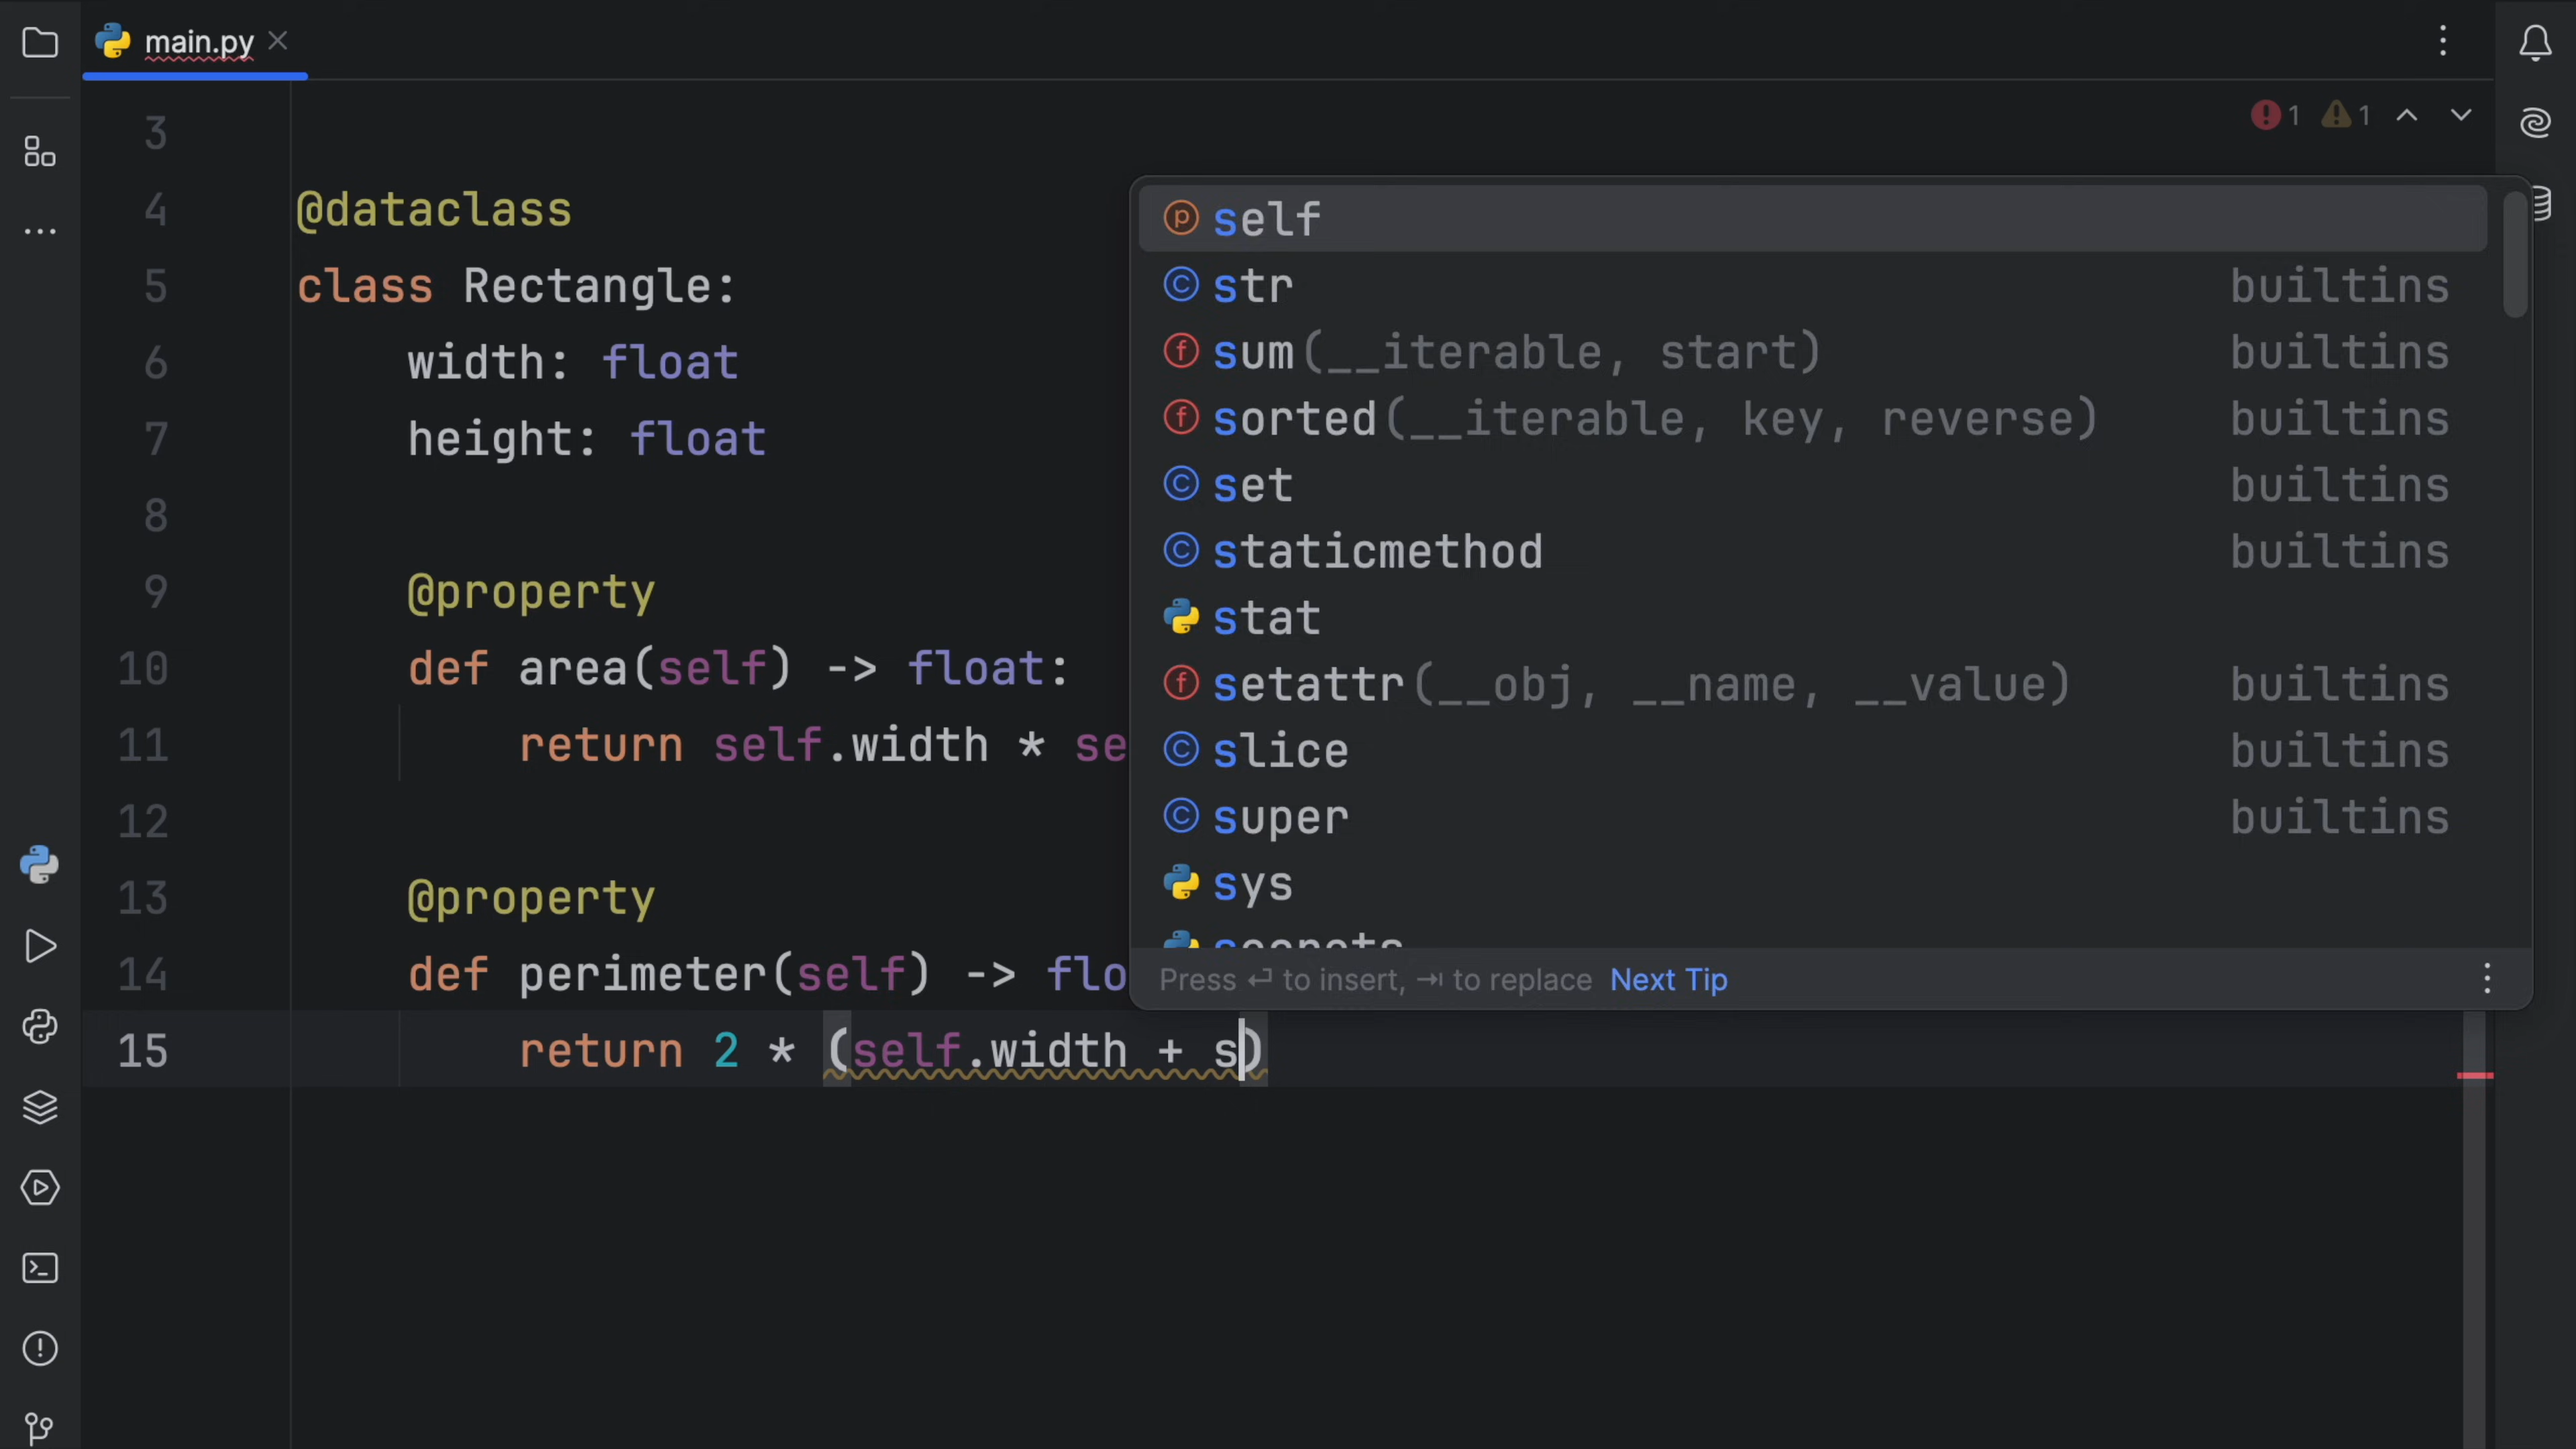 main.py
1 1
3
4 @dataclass
5 class Rectangle:
6 width: float
7 height: float
8
9 @property
10 def area(self) -> float:
11 return self.width * se
12
13 @property
14 def perimeter(self) -> flo
15 return 2 * (self.width + s)
self
str builtins
sum(__iterable, start) builtins
sorted(__iterable, key, reverse) builtins
set builtins
staticmethod builtins
stat
setattr(__obj, __name, __value) builtins
slice builtins
super builtins
sys
secrets
Press ↵ to insert, ⇥ to replace Next Tip